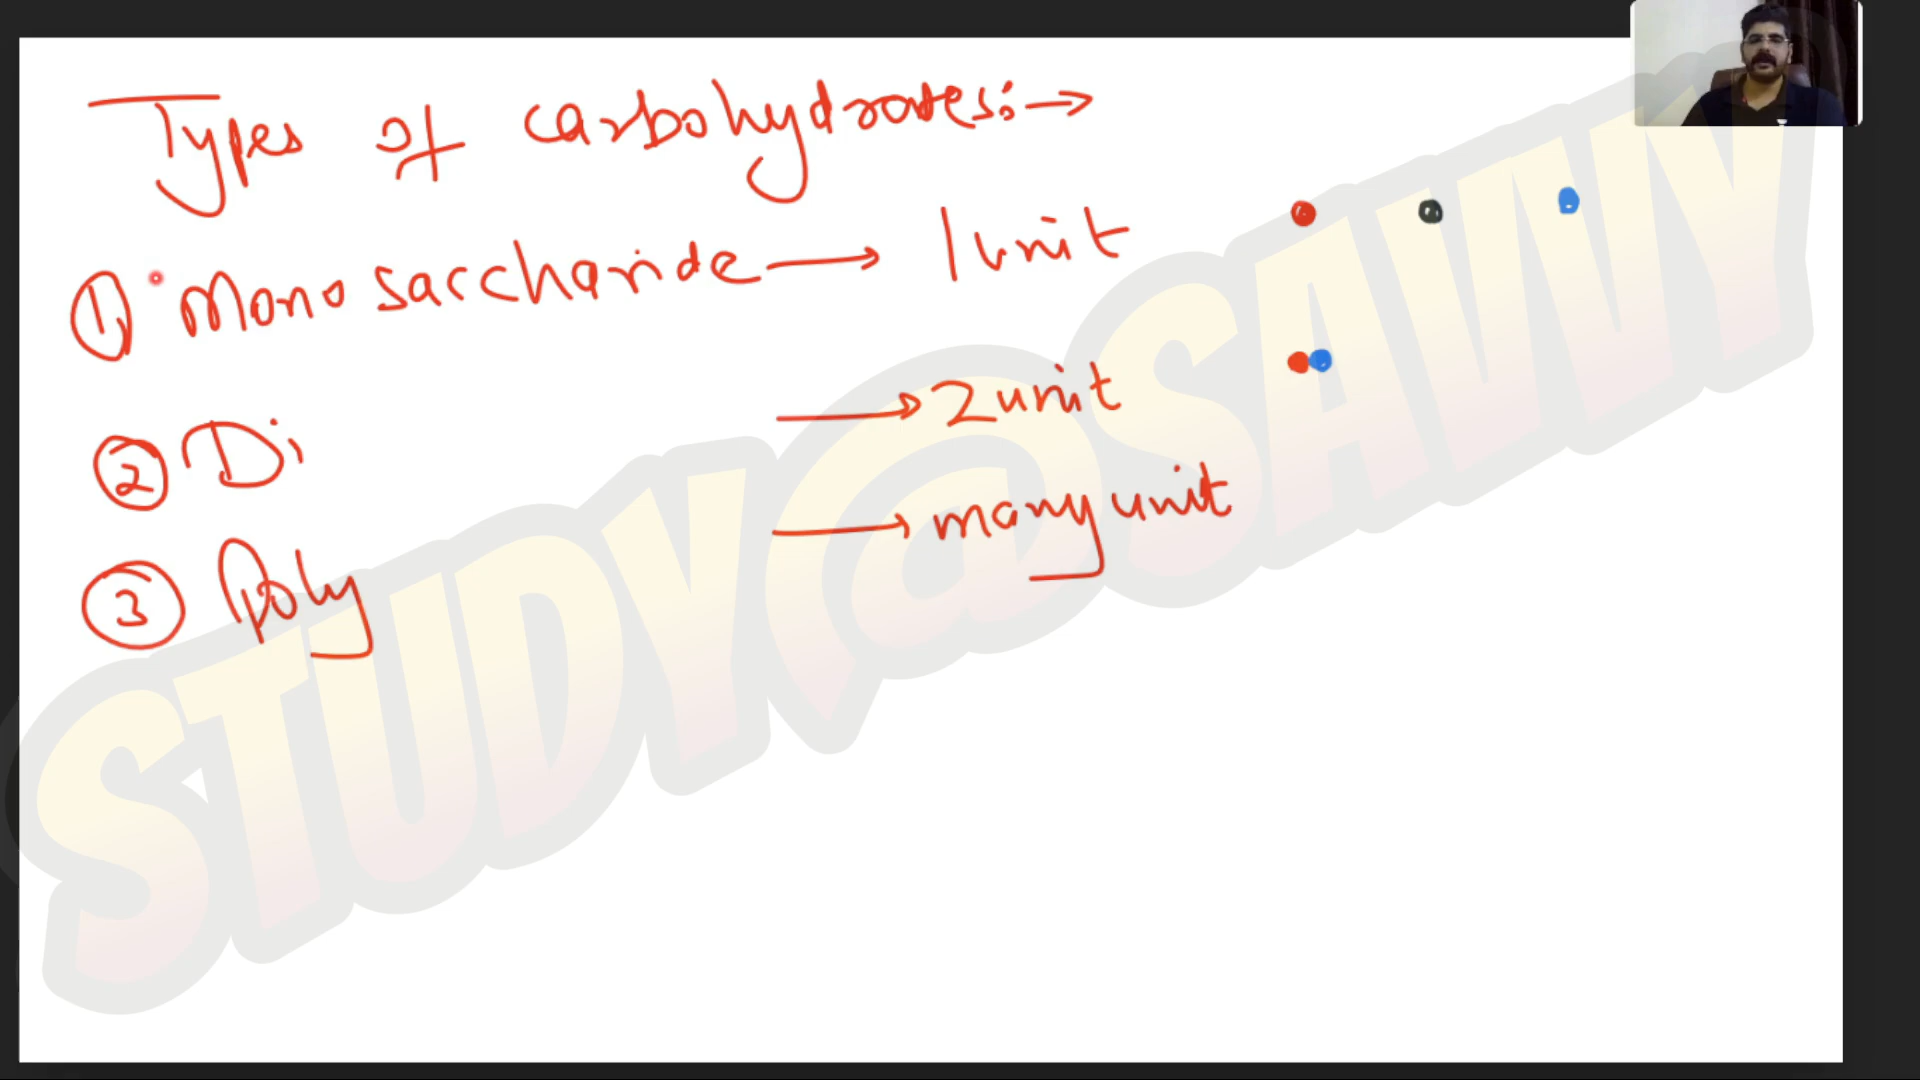 Types of carbohydrates:→
① Monosaccharide → 1 unit
② Di → 2 unit
③ Poly → many unit
STUDY@SAVVY